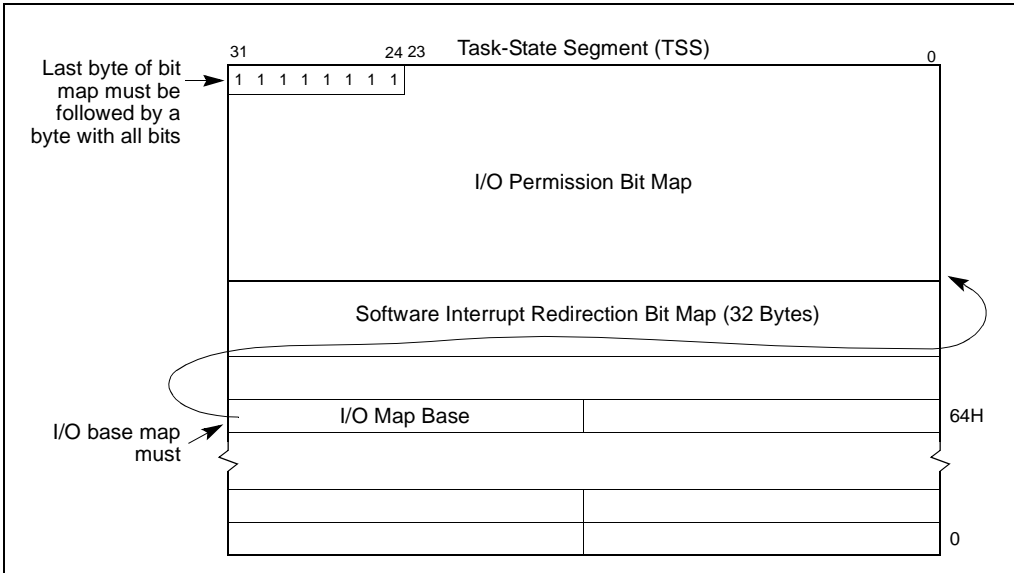 Task-State Segment (TSS)
31 24 23 0
Last byte of bit
map must be
followed by a
byte with all bits
1 1 1 1 1 1 1 1
I/O Permission Bit Map
Software Interrupt Redirection Bit Map (32 Bytes)
I/O Map Base
64H
I/O base map
must
0